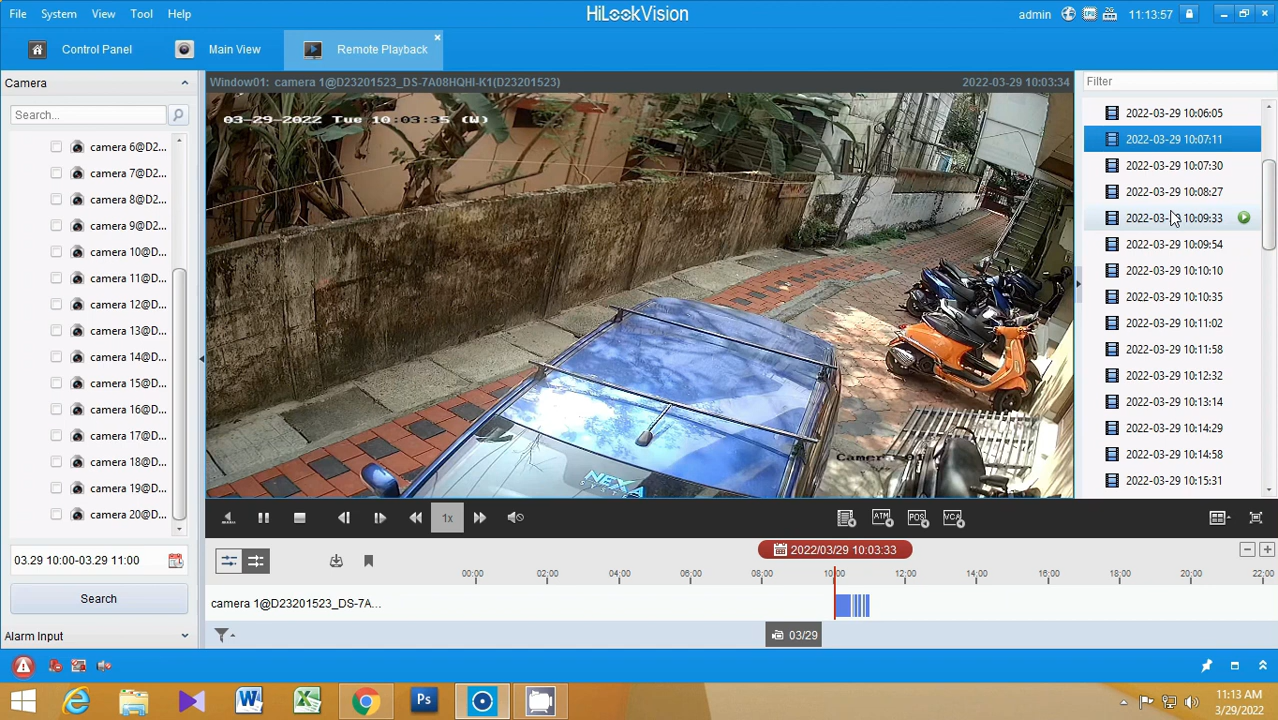 File System View Tool Help
HiLookVision
admin 11:13:57
Control Panel
Main View
Remote Playback
Camera
Search...
camera 6@D2...
camera 7@D2...
camera 8@D2...
camera 9@D2...
camera 10@D...
camera 11@D...
camera 12@D...
camera 13@D...
camera 14@D...
camera 15@D...
camera 16@D...
camera 17@D...
camera 18@D...
camera 19@D...
camera 20@D...
03.29 10:00-03.29 11:00
Search
Alarm Input
Window01: camera 1@D23201523_DS-7A08HQHI-K1(D23201523)
2022-03-29 10:03:34
03-29-2022 Tue 10:03:35 (W)
NEXA
Camera 01
Filter
2022-03-29 10:06:05
2022-03-29 10:07:11
2022-03-29 10:07:30
2022-03-29 10:08:27
2022-03-29 10:09:33
2022-03-29 10:09:54
2022-03-29 10:10:10
2022-03-29 10:10:35
2022-03-29 10:11:02
2022-03-29 10:11:58
2022-03-29 10:12:32
2022-03-29 10:13:14
2022-03-29 10:14:29
2022-03-29 10:14:58
2022-03-29 10:15:31
1x
ATM
POS
VCA
2022/03/29 10:03:33
00:00 02:00 04:00 06:00 08:00 10:00 12:00 14:00 16:00 18:00 20:00 22:00
camera 1@D23201523_DS-7A...
03/29
Ps
11:13 AM
3/29/2022